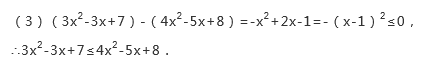 （3）（3x²-3x+7）-（4x²-5x+8）=-x²+2x-1=-（x-1）²≤0，
∴3x²-3x+7≤4x²-5x+8．